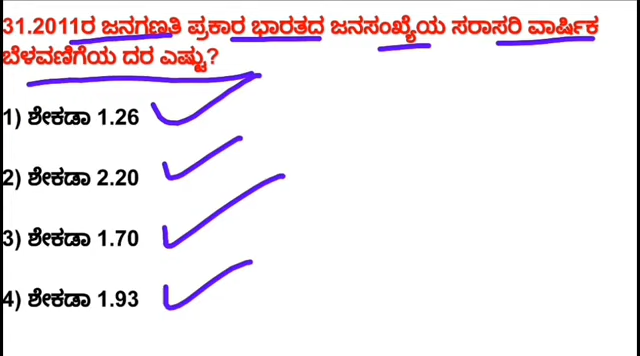 31.2011ರ ಜನಗಣತಿ ಪ್ರಕಾರ ಭಾರತದ ಜನಸಂಖ್ಯೆಯ ಸರಾಸರಿ ವಾರ್ಷಿಕ
ಬೆಳವಣಿಗೆಯ ದರ ಎಷ್ಟು?
1) ಶೇಕಡಾ 1.26
2) ಶೇಕಡಾ 2.20
3) ಶೇಕಡಾ 1.70
4) ಶೇಕಡಾ 1.93